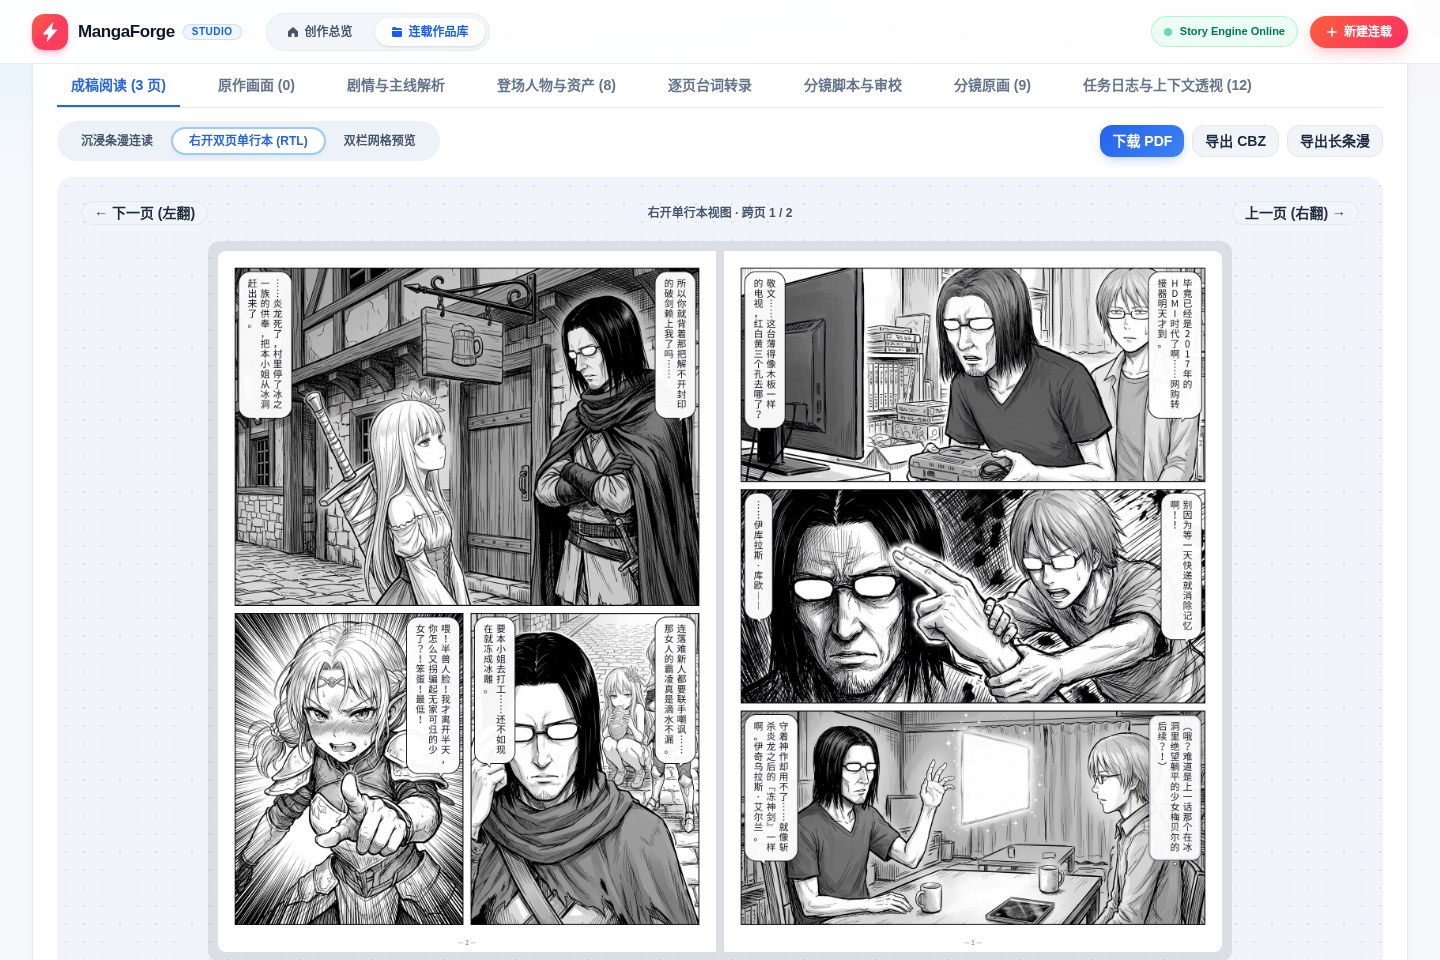 MangaForge
STUDIO
创作总览
连载作品库
Story Engine Online
新建连载
成稿阅读 (3 页)
原作画面 (0)
剧情与主线解析
登场人物与资产 (8)
逐页台词转录
分镜脚本与审校
分镜原画 (9)
任务日志与上下文透视 (12)
沉浸条漫连读
右开双页单行本 (RTL)
双栏网格预览
下载 PDF
导出 CBZ
导出长条漫
← 下一页 (左翻)
右开单行本视图 · 跨页 1 / 2
上一页 (右翻) →
毕竟已经是2017年的
HDMI时代了啊……网购转
接器明天才到。
敬文……这台薄得像木板一样
的电视,红白黄三个孔去哪了?
别因为等一天快递就消除记忆
啊!!
……伊库拉斯·库欧——
(哦?难道是上一话那个在冰
洞里绝望躺平的少女梅贝尔的
后续?!)
守着神作却用不了……就像斩
杀炎龙之后的『冻神剑』一样
啊。伊奇乌拉斯·艾尔兰。
—1—
所以你就背着那把解不开封印
的破剑赖上我了吗……
……炎龙死了,村里停了冰之
一族的供奉,把本小姐从冰洞
赶出来了。
连落难新人都要联手嘲讽……
那女人的霸凌真是滴水不漏。
要本小姐去打工……还不如现
在就冻成冰雕。
喂!半兽人脸!我才离开半天,
你怎么又拐骗起无家可归的少
女了?!笨蛋!最低!
—2—